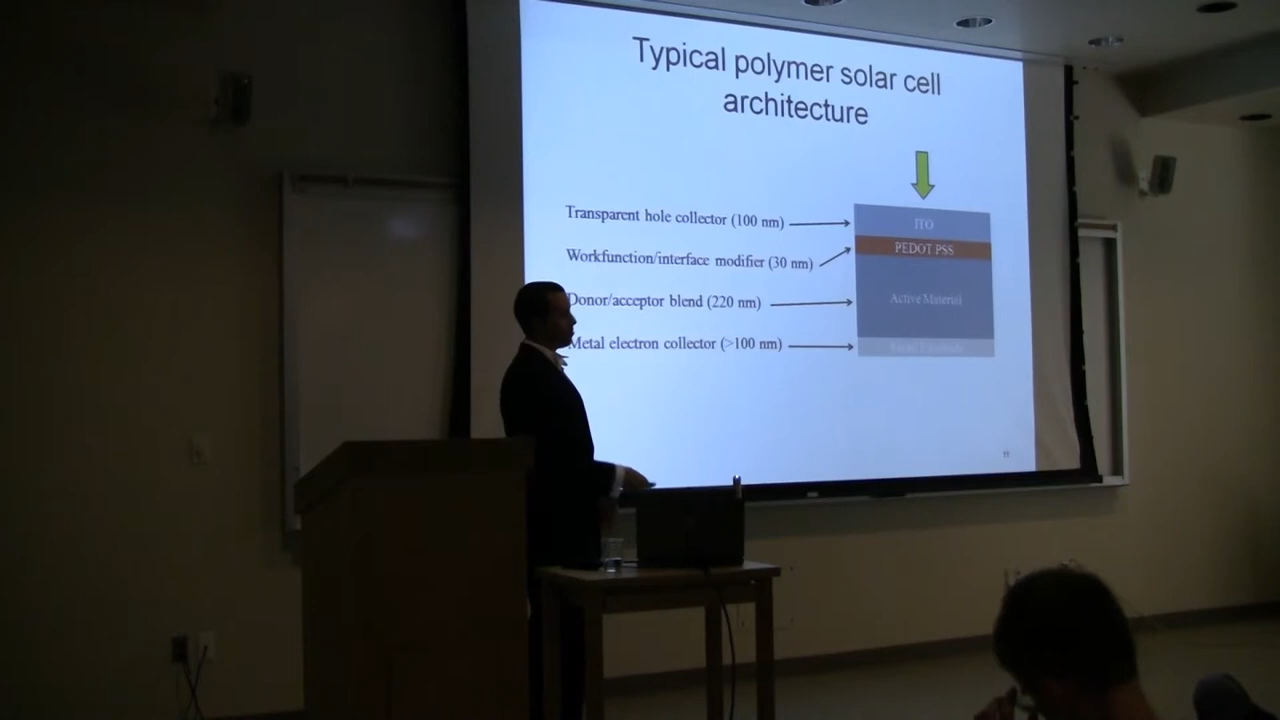 Typical polymer solar cell
architecture
Transparent hole collector (100 nm)
ITO
Workfunction/interface modifier (30 nm)
PEDOT PSS
Donor/acceptor blend (220 nm)
Active Material
Metal electron collector (>100 nm)